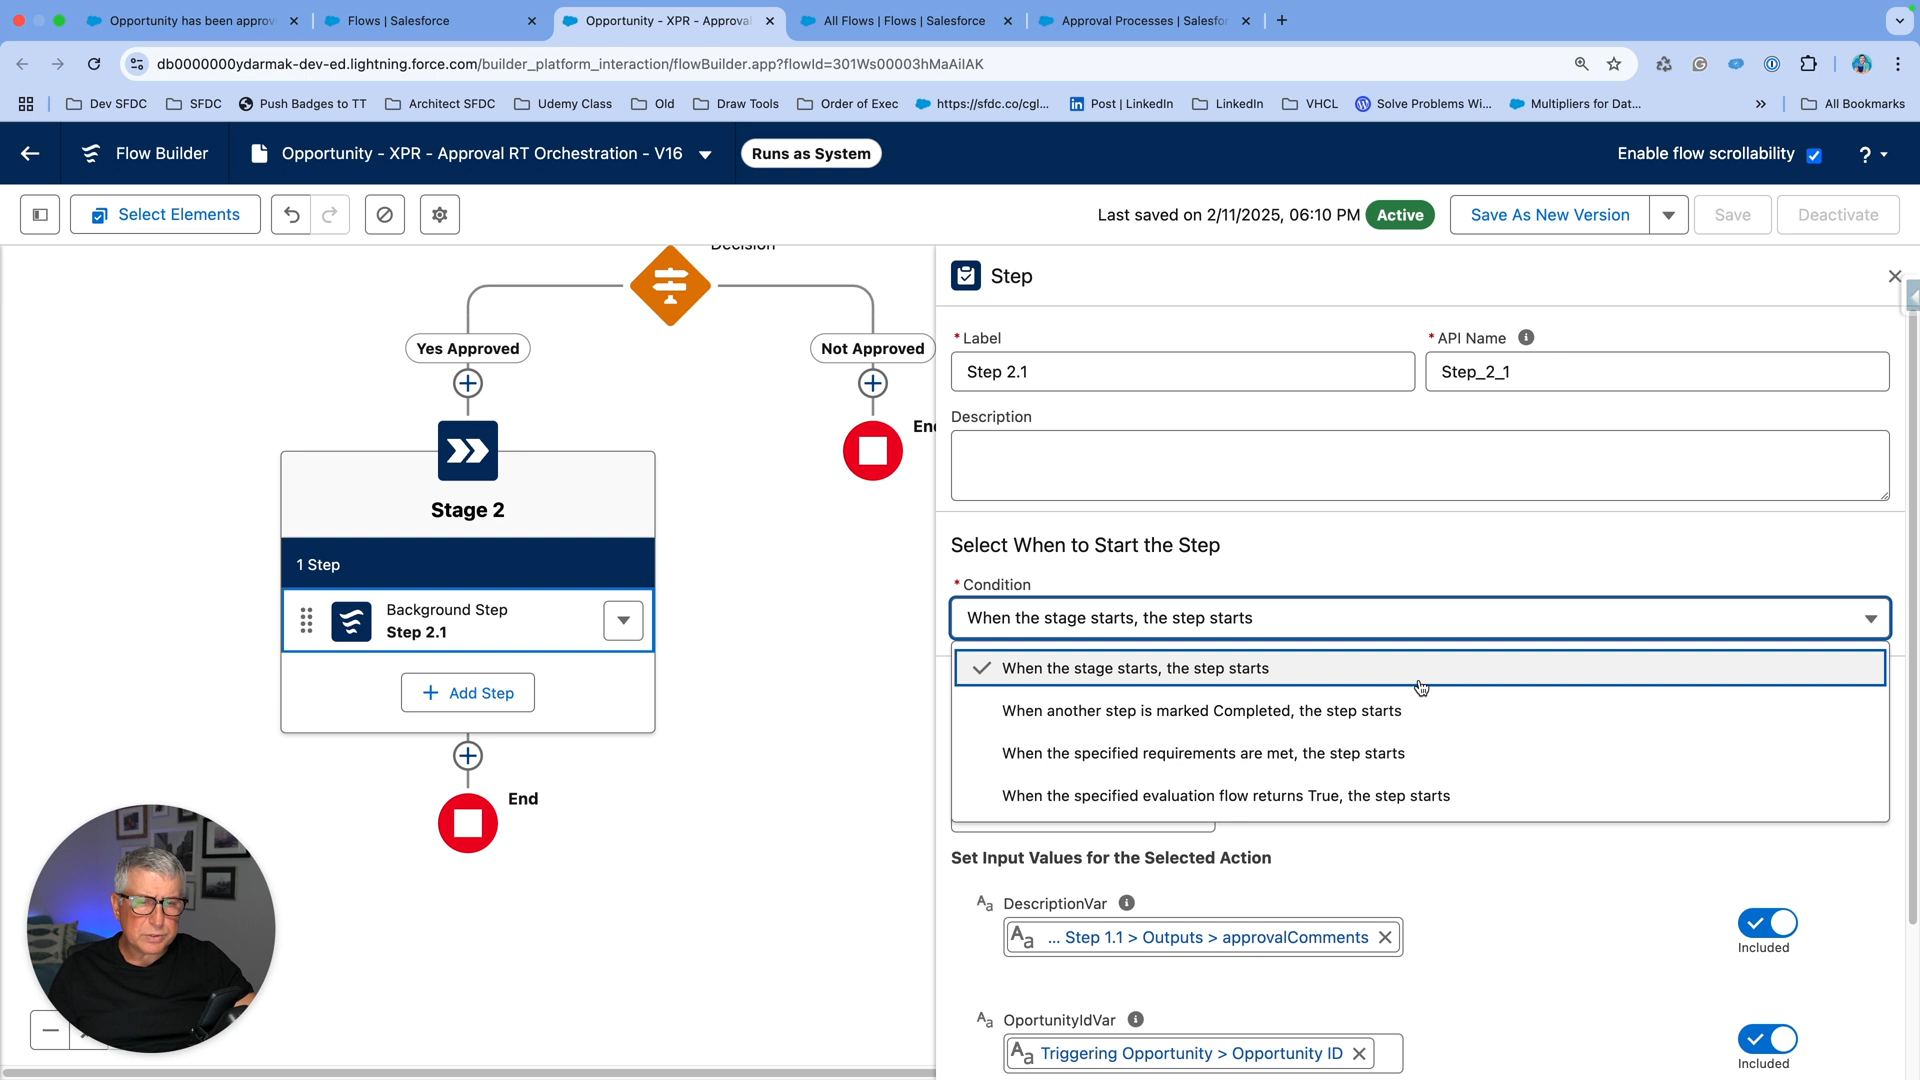 Opportunity has been approv
Flows | Salesforce
Opportunity - XPR - Approval
All Flows | Flows | Salesforce
Approval Processes | Salesfor
db0000000ydarmak-dev-ed.lightning.force.com/builder_platform_interaction/flowBuilder.app?flowId=301Ws00003hMaAiIAK
Dev SFDC
SFDC
Push Badges to TT
Architect SFDC
Udemy Class
Old
Draw Tools
Order of Exec
https://sfdc.co/cgl...
Post | LinkedIn
LinkedIn
VHCL
Solve Problems Wi...
Multipliers for Dat...
»
All Bookmarks
Flow Builder
Opportunity - XPR - Approval RT Orchestration - V16
Runs as System
Enable flow scrollability
?
Select Elements
Last saved on 2/11/2025, 06:10 PM
Active
Save As New Version
Save
Deactivate
Decision
Yes Approved
Not Approved
End
Stage 2
1 Step
Background Step
Step 2.1
Add Step
End
Step
* Label
Step 2.1
* API Name
Step_2_1
Description
Select When to Start the Step
* Condition
When the stage starts, the step starts
When the stage starts, the step starts
When another step is marked Completed, the step starts
When the specified requirements are met, the step starts
When the specified evaluation flow returns True, the step starts
Set Input Values for the Selected Action
Aa DescriptionVar
Aa ... Step 1.1 > Outputs > approvalComments
Included
Aa OportunityIdVar
Aa Triggering Opportunity > Opportunity ID
Included